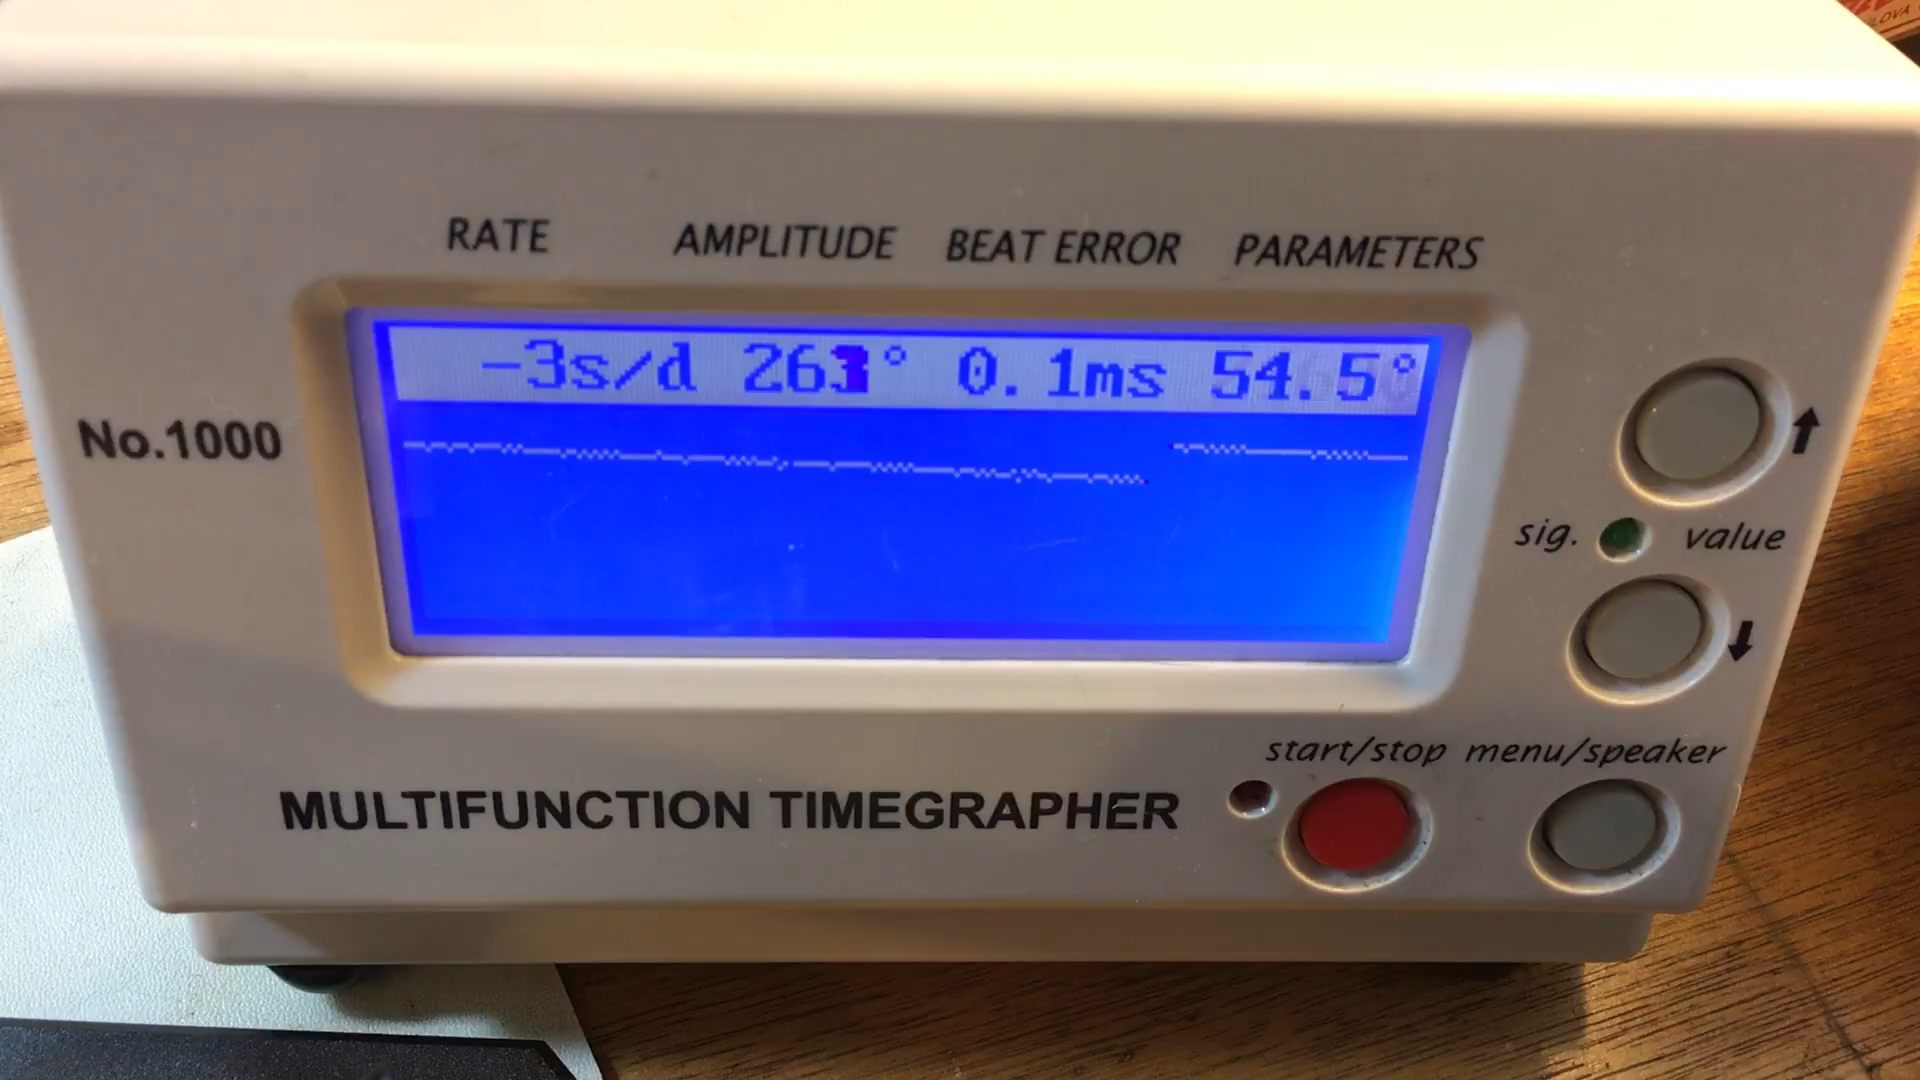 RATE AMPLITUDE BEAT ERROR PARAMETERS
-3s/d 0.1ms 54.5°
No.1000
sig. value
start/stop menu/speaker
MULTIFUNCTION TIMEGRAPHER